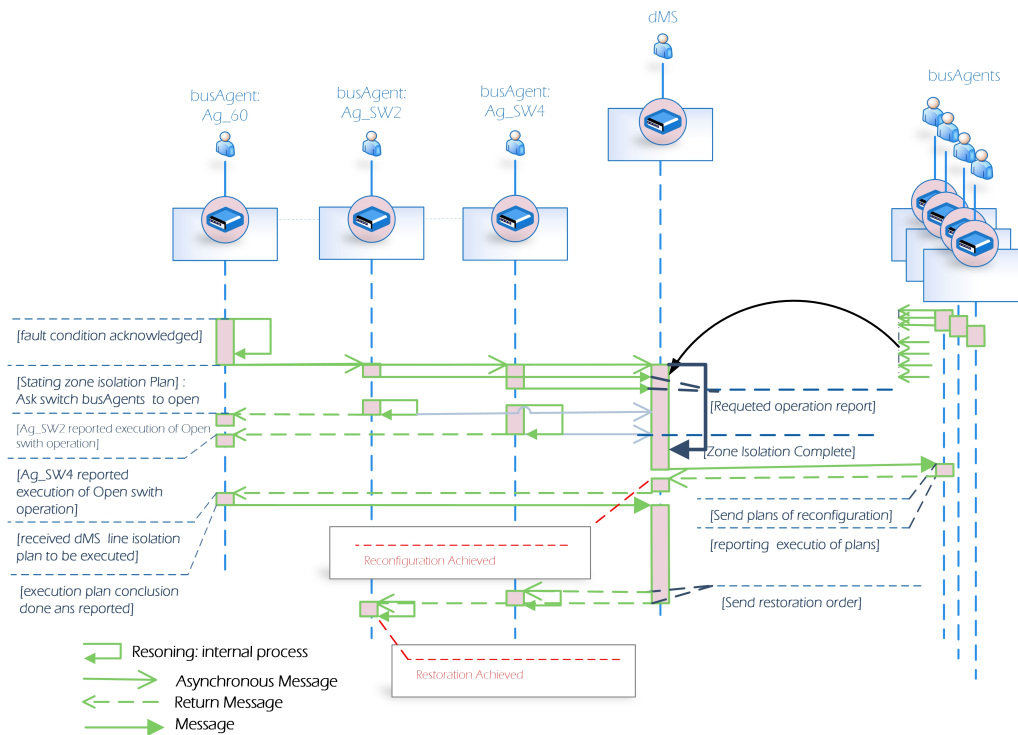 dMS
busAgents
busAgent:
Ag_60
busAgent:
Ag_SW2
busAgent:
Ag_SW4
[fault condition acknowledged]
[Stating zone isolation Plan] :
Ask switch busAgents to open
[Requeted operation report]
[Ag_SW2 reported execution of Open
swith operation]
[Zone Isolation Complete]
[Ag_SW4 reported
execution of Open swith
operation]
[Send plans of reconfiguration]
[received dMS line isolation
plan to be executed]
[reporting executio of plans]
Reconfiguration Achieved
[execution plan conclusion
done ans reported]
[Send restoration order]
Resoning: internal process
Restoration Achieved
Asynchronous Message
Return Message
Message